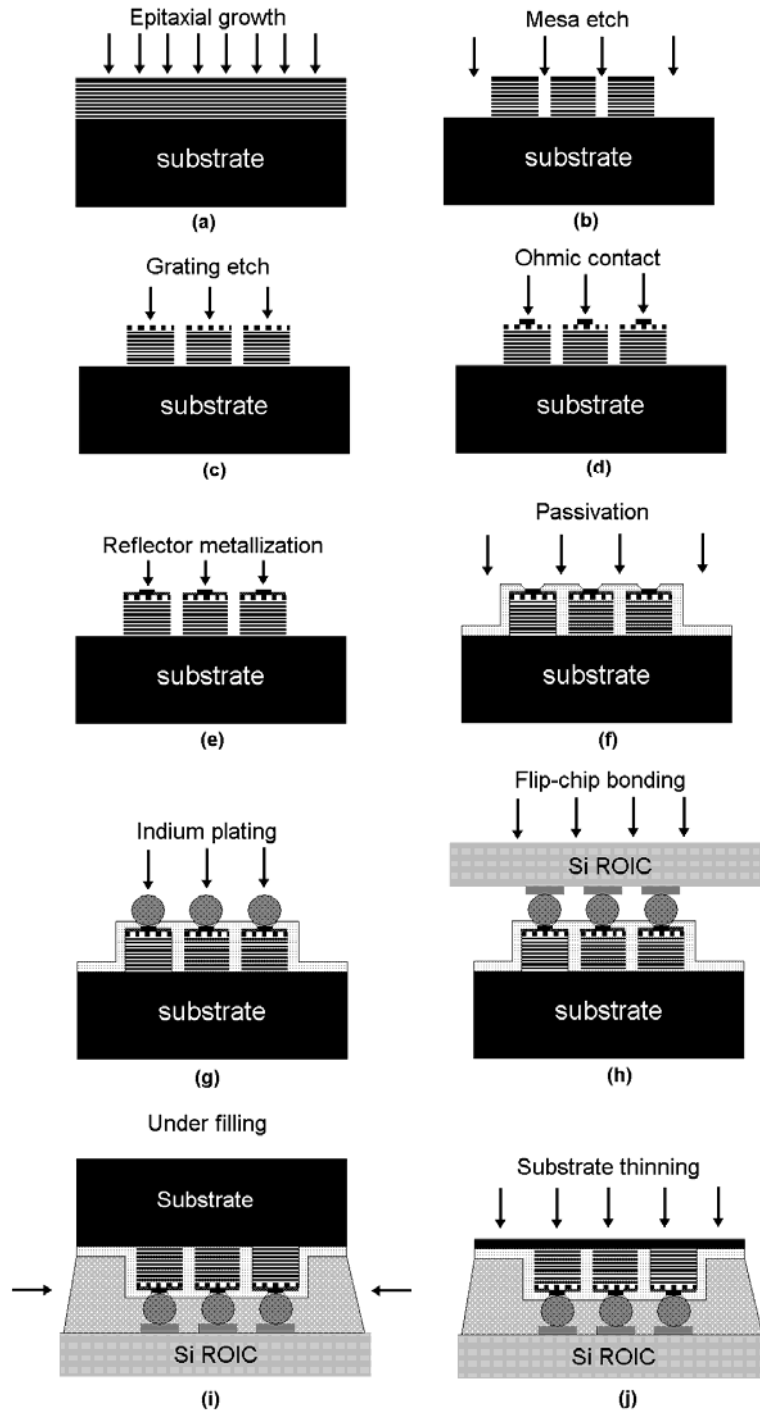 Epitaxial growth
substrate
(a)
Mesa etch
substrate
(b)
Grating etch
substrate
(c)
Ohmic contact
substrate
(d)
Reflector metallization
substrate
(e)
Passivation
substrate
(f)
Indium plating
substrate
(g)
Flip-chip bonding
Si ROIC
substrate
(h)
Under filling
Substrate
Si ROIC
(i)
Substrate thinning
Si ROIC
(j)